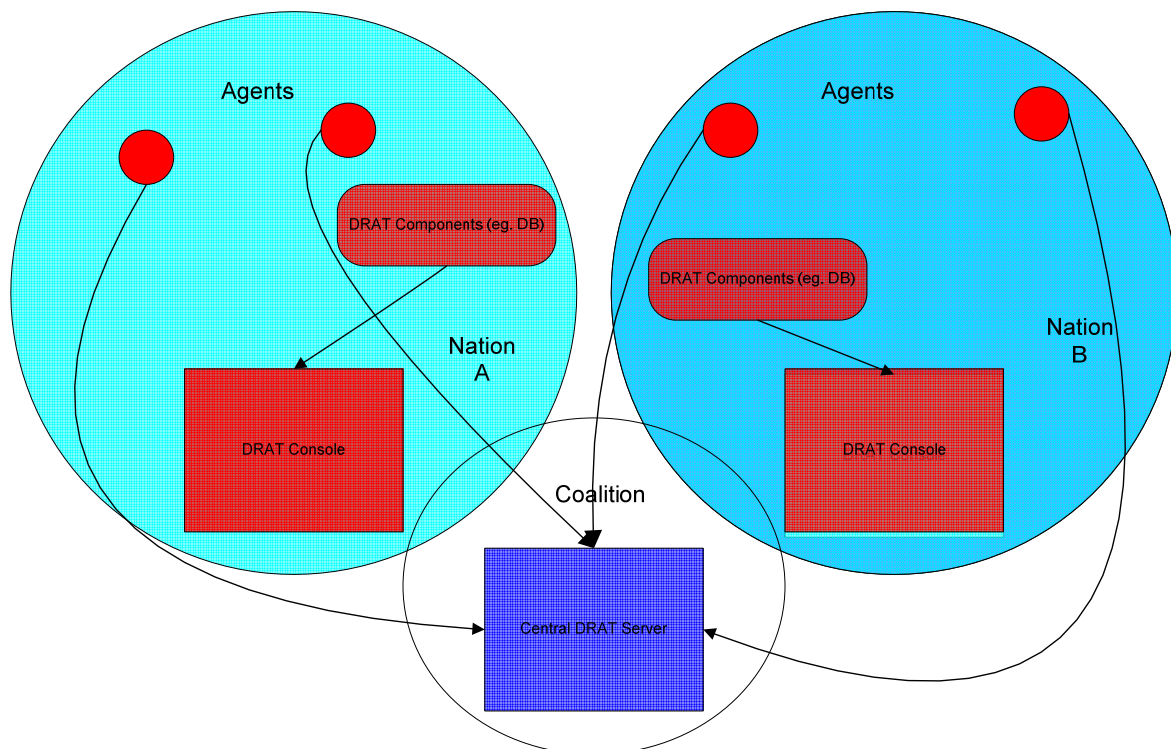 Agents
Agents
DRAT Components (eg. DB)
DRAT Components (eg. DB)
Nation
A
Nation
B
DRAT Console
DRAT Console
Coalition
Central DRAT Server